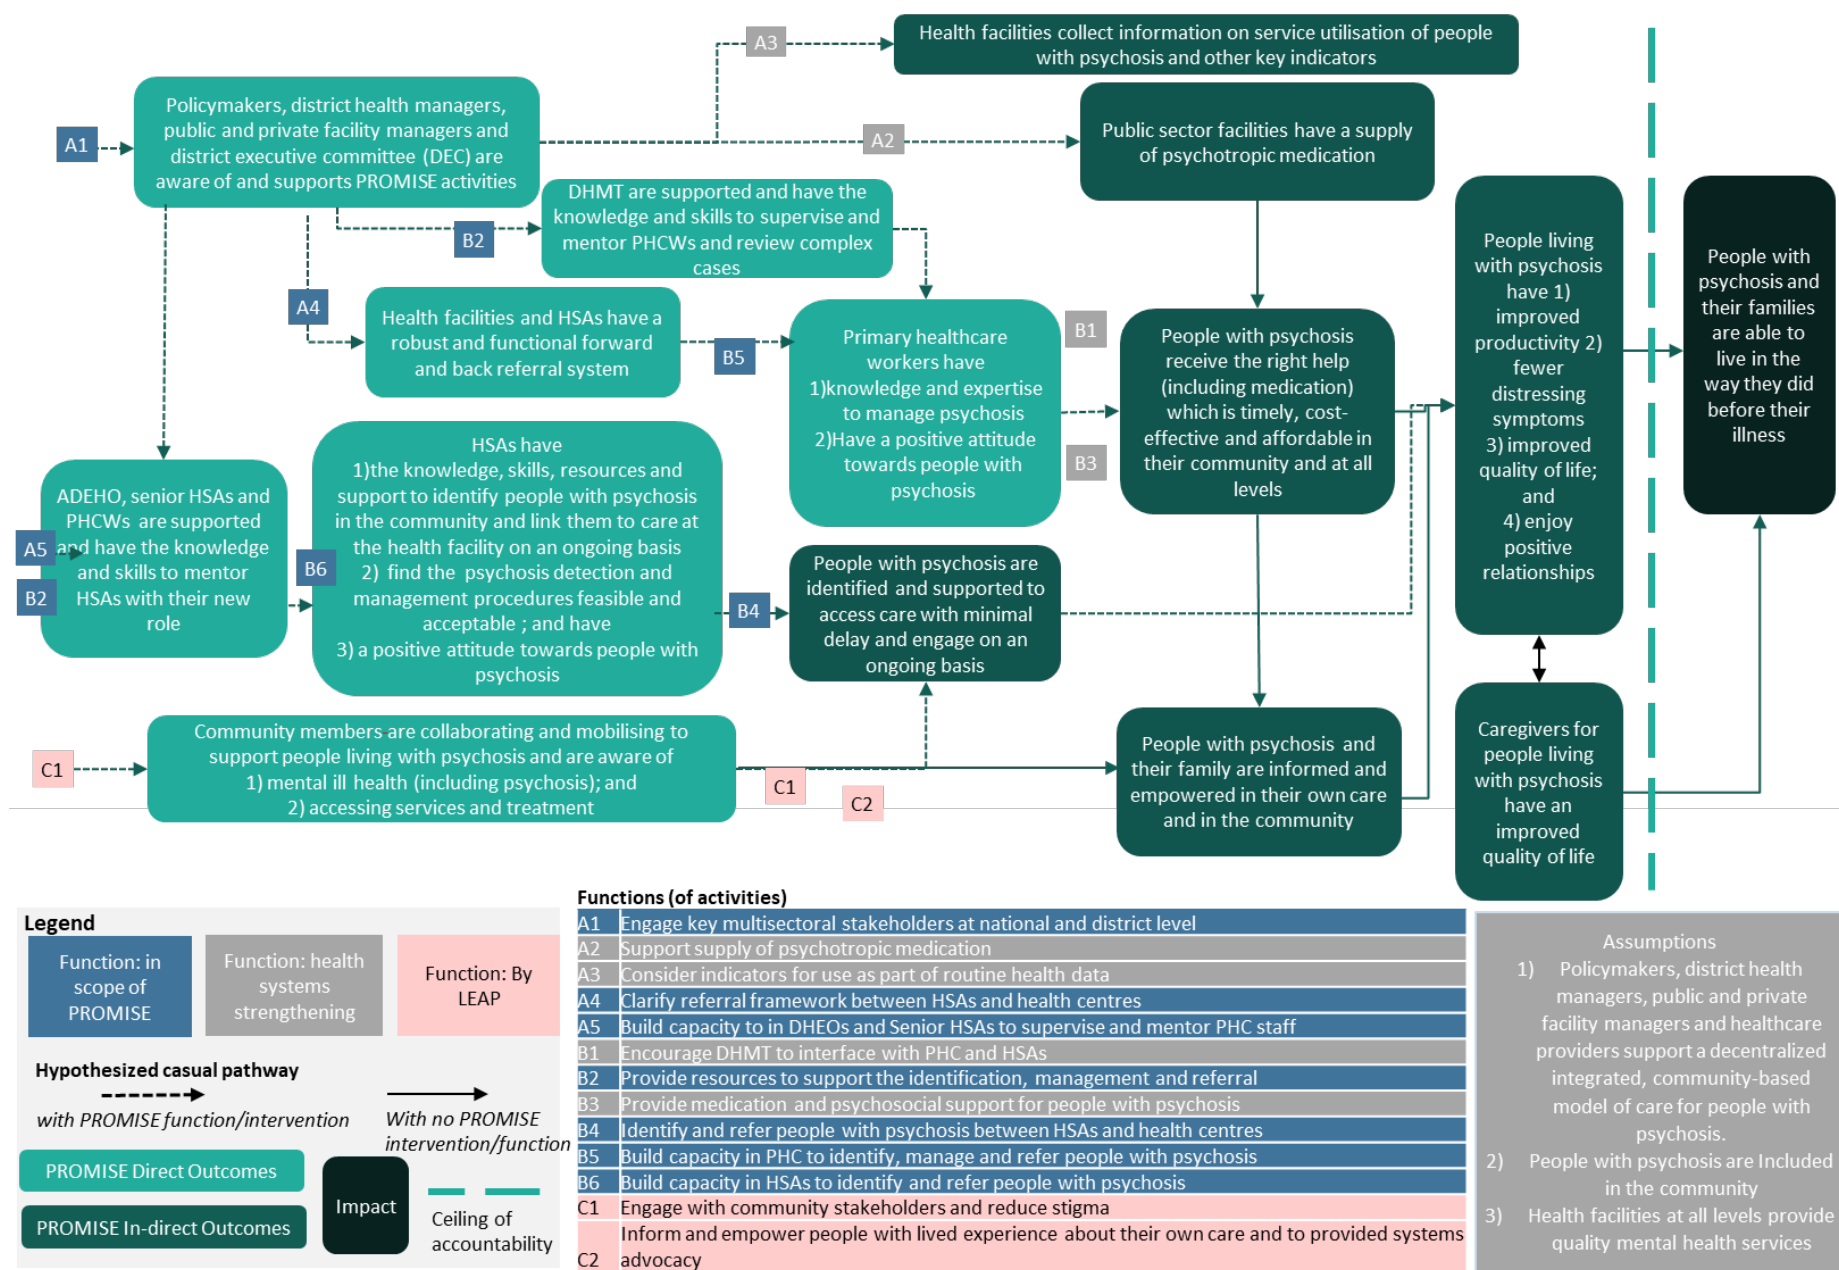 A3
Health facilities collect information on service utilisation of people
with psychosis and other key indicators
A1
Policymakers, district health managers,
public and private facility managers and
district executive committee (DEC) are
aware of and supports PROMISE activities
A2
Public sector facilities have a supply
of psychotropic medication
B2
DHMT are supported and have the
knowledge and skills to supervise and
mentor PHCWs and review complex
cases
A4
Health facilities and HSAs have a
robust and functional forward
and back referral system
B5
Primary healthcare
workers have
1)knowledge and expertise
to manage psychosis
2)Have a positive attitude
towards people with
psychosis
B1
B3
People with psychosis
receive the right help
(including medication)
which is timely, cost-
effective and affordable in
their community and at all
levels
People living
with psychosis
have 1)
improved
productivity 2)
fewer
distressing
symptoms
3) improved
quality of life;
and
4) enjoy
positive
relationships
People with
psychosis and
their families
are able to
live in the
way they did
before their
illness
A5
B2
ADEHO, senior HSAs and
PHCWs are supported
and have the knowledge
and skills to mentor
HSAs with their new
role
B6
HSAs have
1)the knowledge, skills, resources and
support to identify people with psychosis
in the community and link them to care at
the health facility on an ongoing basis
2) find the psychosis detection and
management procedures feasible and
acceptable ; and have
3) a positive attitude towards people with
psychosis
B4
People with psychosis are
identified and supported to
access care with minimal
delay and engage on an
ongoing basis
C1
Community members are collaborating and mobilising to
support people living with psychosis and are aware of
1) mental ill health (including psychosis); and
2) accessing services and treatment
C1
C2
People with psychosis and
their family are informed and
empowered in their own care
and in the community
Caregivers for
people living
with psychosis
have an
improved
quality of life
Legend
Function: in
scope of
PROMISE
Function: health
systems
strengthening
Function: By
LEAP
Hypothesized casual pathway
with PROMISE function/intervention
With no PROMISE
intervention/function
PROMISE Direct Outcomes
PROMISE In-direct Outcomes
Impact
Ceiling of
accountability
Functions (of activities)
A1 Engage key multisectoral stakeholders at national and district level
A2 Support supply of psychotropic medication
A3 Consider indicators for use as part of routine health data
A4 Clarify referral framework between HSAs and health centres
A5 Build capacity to in DHEOs and Senior HSAs to supervise and mentor PHC staff
B1 Encourage DHMT to interface with PHC and HSAs
B2 Provide resources to support the identification, management and referral
B3 Provide medication and psychosocial support for people with psychosis
B4 Identify and refer people with psychosis between HSAs and health centres
B5 Build capacity in PHC to identify, manage and refer people with psychosis
B6 Build capacity in HSAs to identify and refer people with psychosis
C1 Engage with community stakeholders and reduce stigma
Inform and empower people with lived experience about their own care and to provided systems
C2 advocacy
Assumptions
1) Policymakers, district health
managers, public and private
facility managers and healthcare
providers support a decentralized
integrated, community-based
model of care for people with
psychosis.
2) People with psychosis are Included
in the community
3) Health facilities at all levels provide
quality mental health services